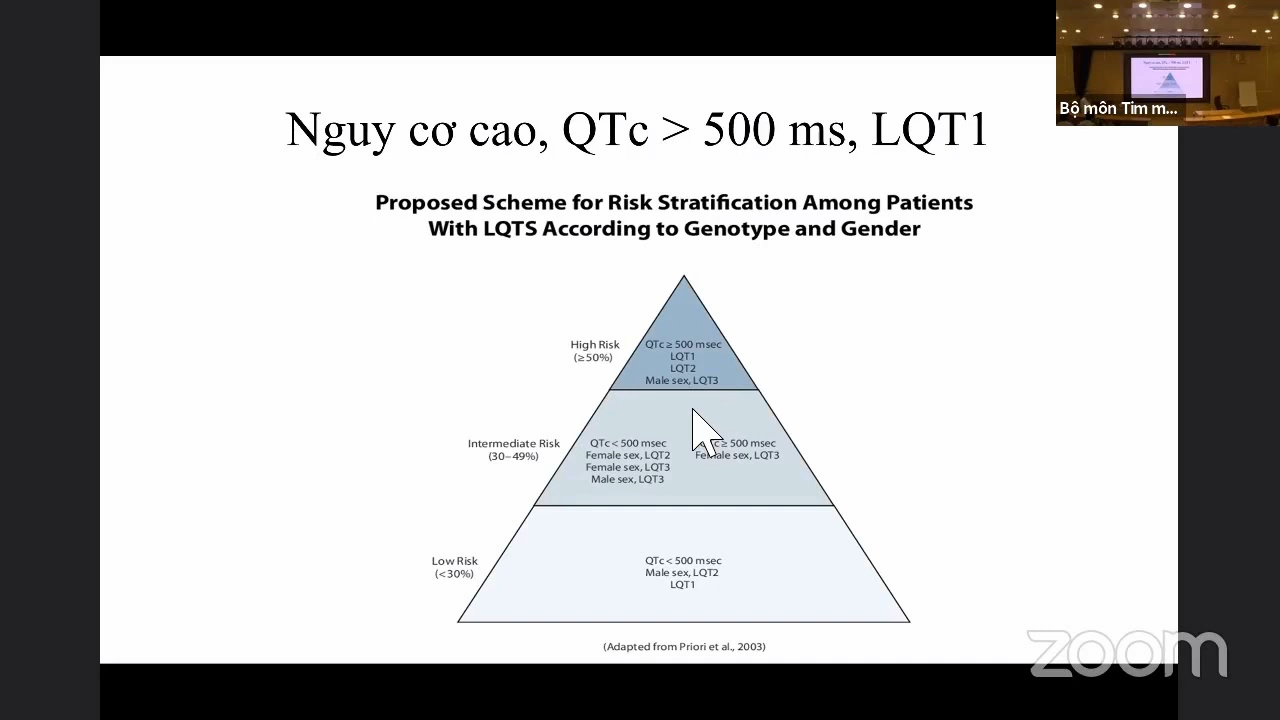 Nguy cơ cao, QTc > 500 ms, LQT1
Bộ môn Tim m...
Proposed Scheme for Risk Stratification Among Patients
With LQTS According to Genotype and Gender
High Risk
(≥50%)
QTc ≥ 500 msec
LQT1
LQT2
Male sex, LQT3
Intermediate Risk
(30–49%)
QTc < 500 msec
Female sex, LQT2
Female sex, LQT3
Male sex, LQT3
≥ 500 msec
Female sex, LQT3
Low Risk
(<30%)
QTc < 500 msec
Male sex, LQT2
LQT1
(Adapted from Priori et al., 2003)
zoom